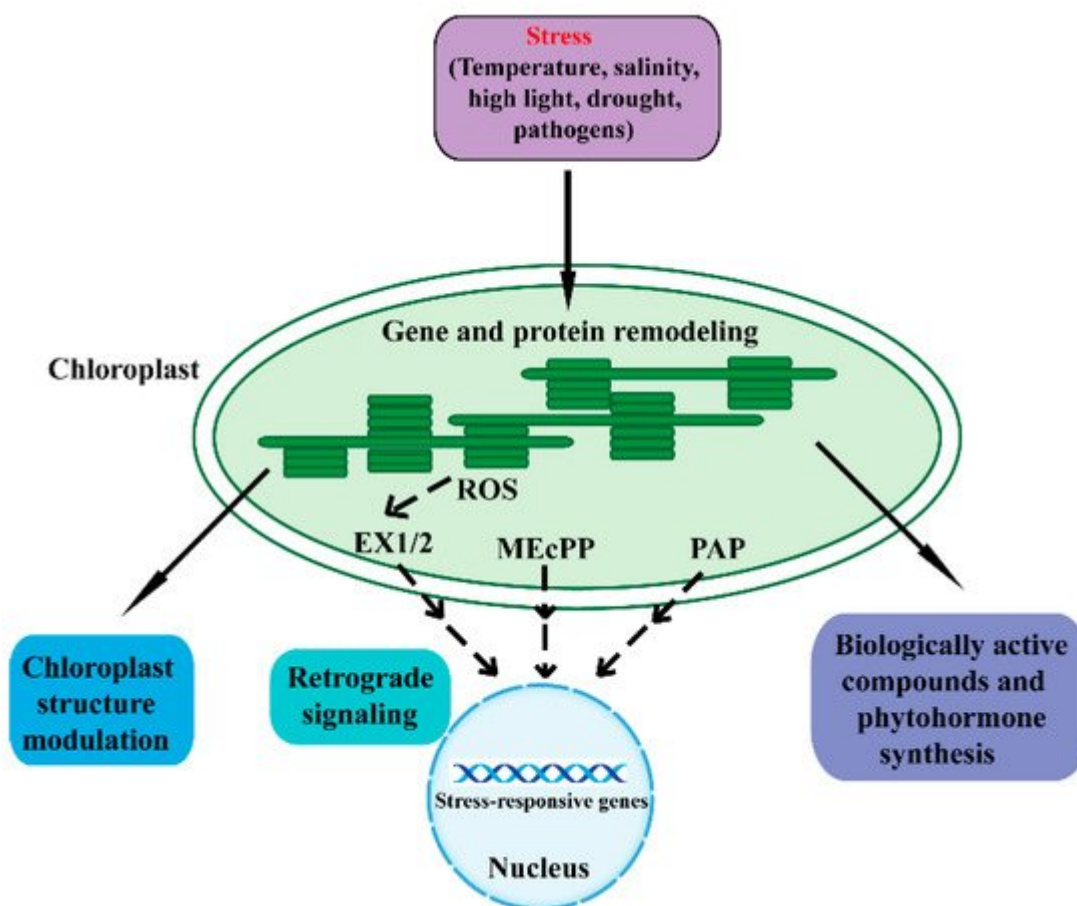 Stress
(Temperature, salinity,
high light, drought,
pathogens)
Gene and protein remodeling
Chloroplast
ROS
EX1/2
MEcPP
PAP
Chloroplast
structure
modulation
Retrograde
signaling
Biologically active
compounds and
phytohormone
synthesis
Stress-responsive genes
Nucleus